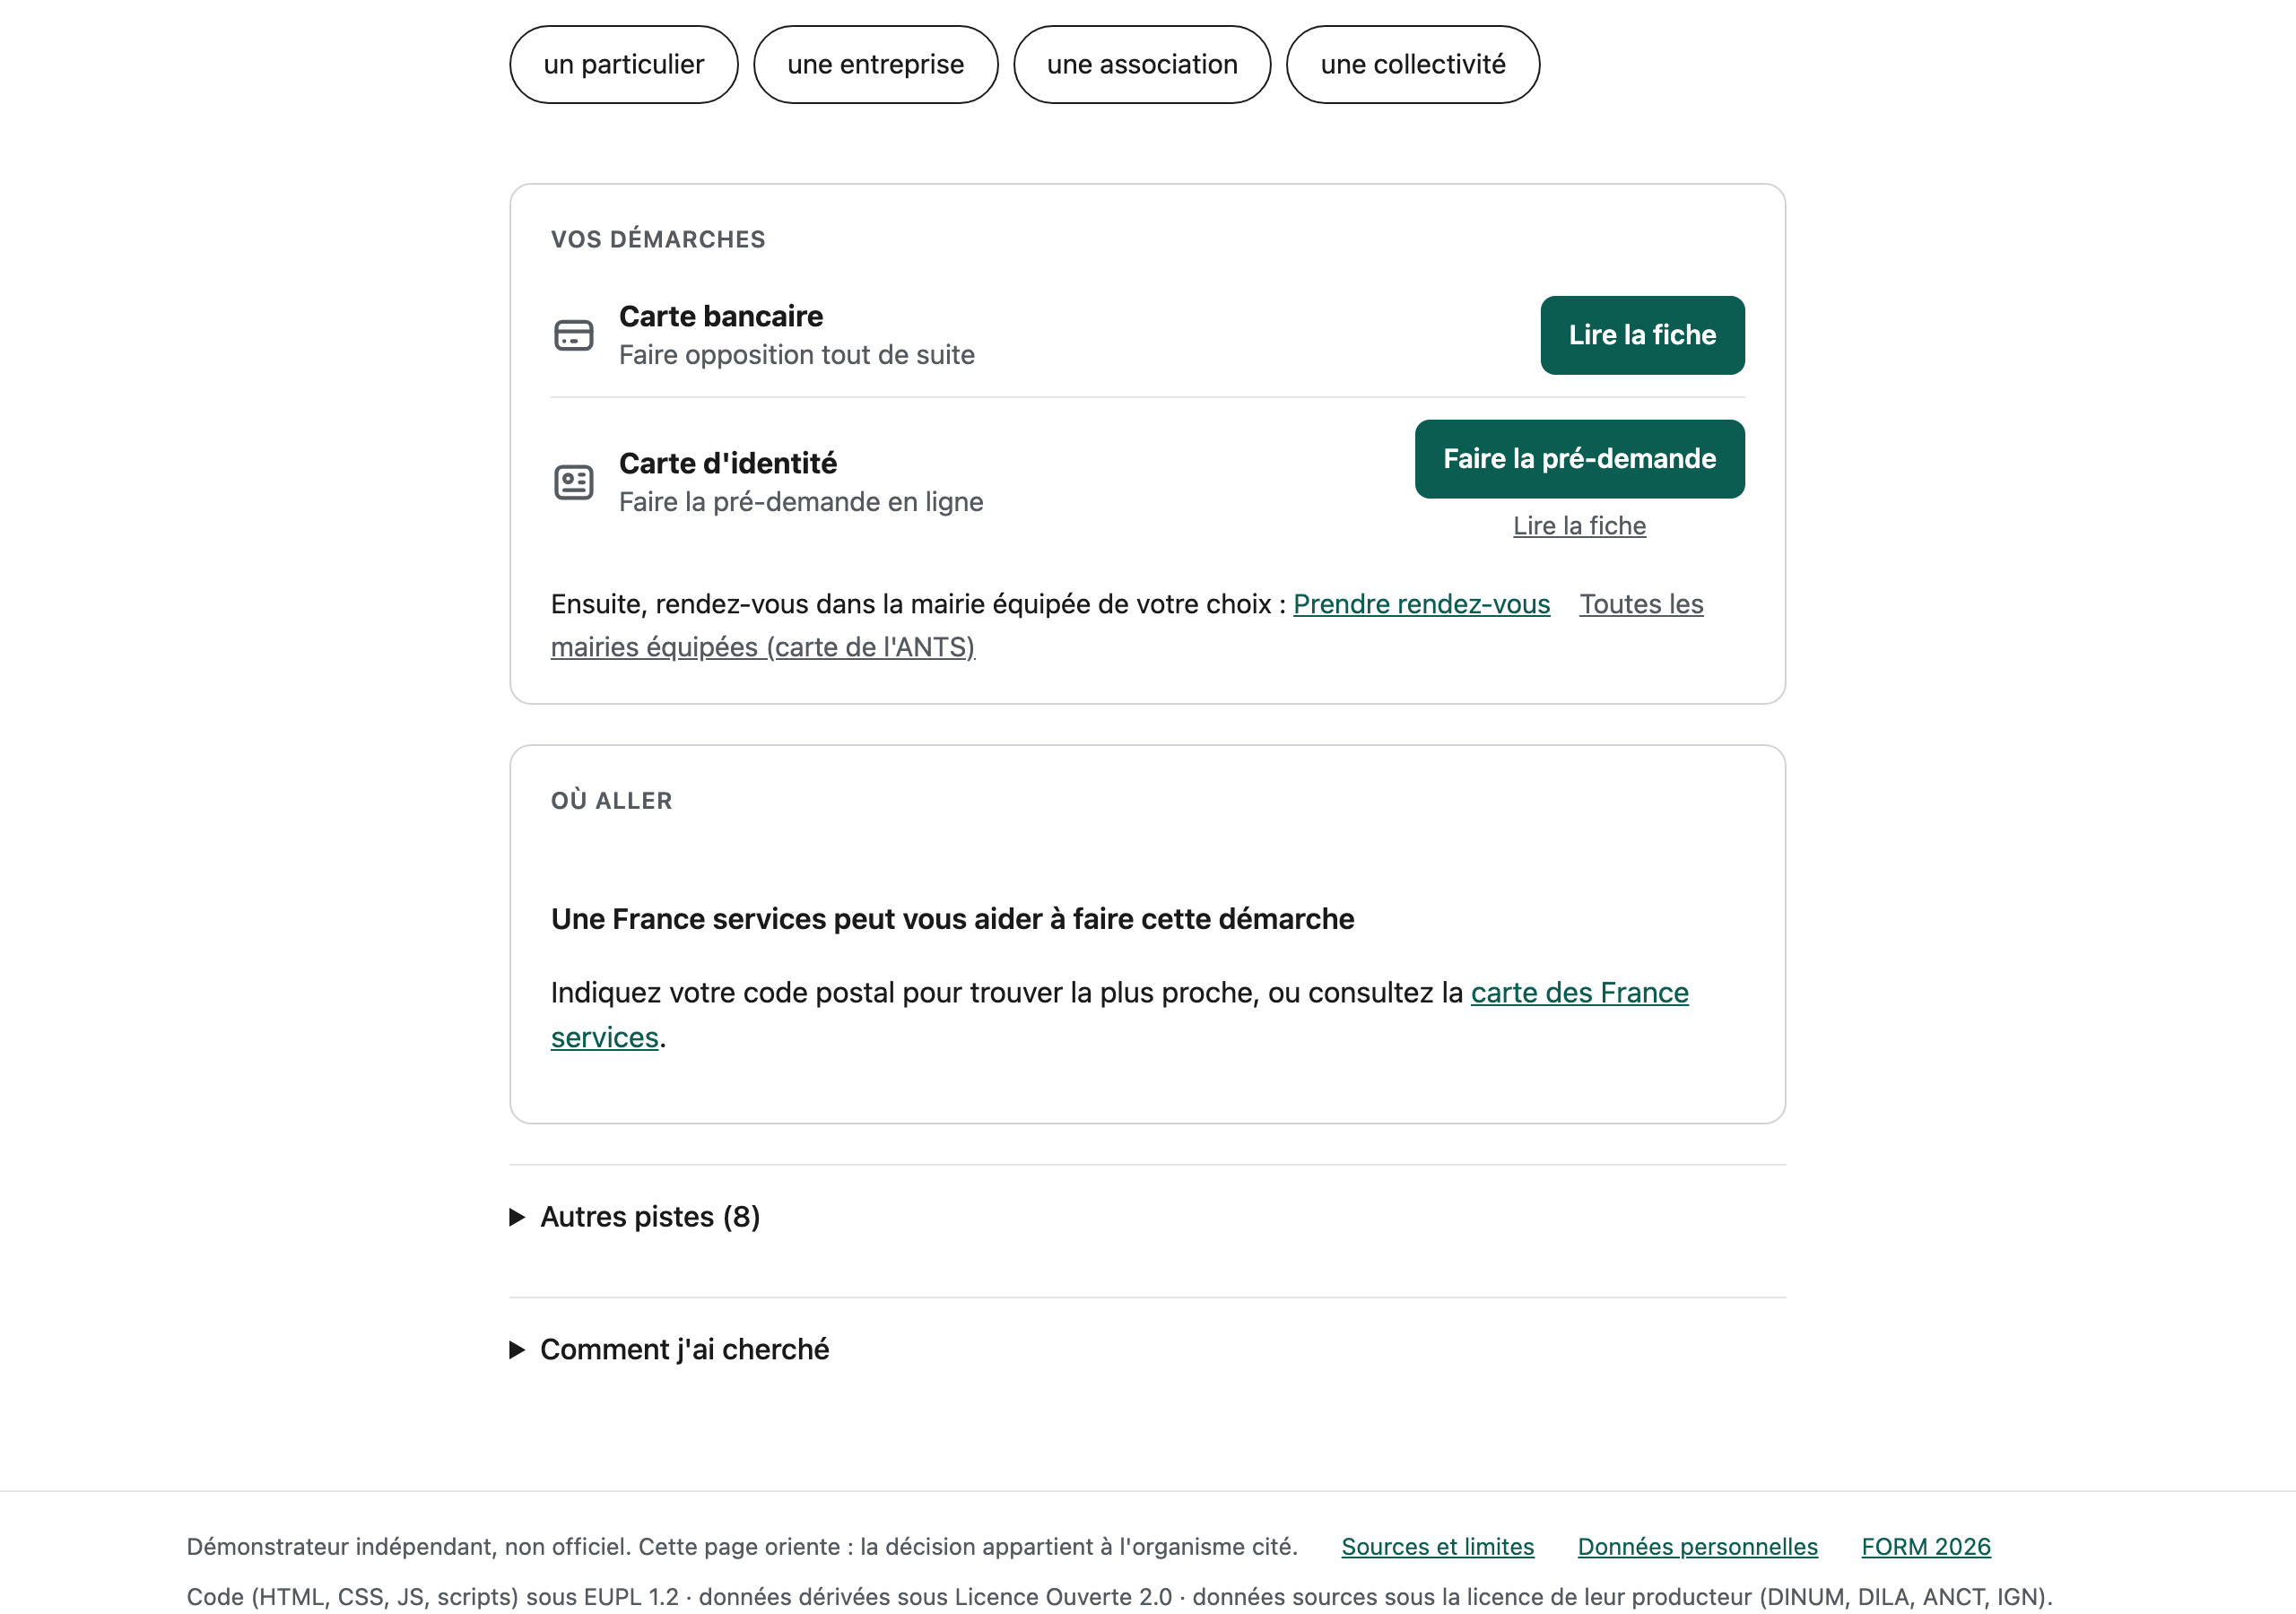 un particulier
une entreprise
une association
une collectivité
VOS DÉMARCHES
Carte bancaire
Faire opposition tout de suite
Lire la fiche
Carte d'identité
Faire la pré-demande en ligne
Faire la pré-demande
Lire la fiche
Ensuite, rendez-vous dans la mairie équipée de votre choix : Prendre rendez-vous Toutes les
mairies équipées (carte de l'ANTS)
OÙ ALLER
Une France services peut vous aider à faire cette démarche
Indiquez votre code postal pour trouver la plus proche, ou consultez la carte des France
services.
Autres pistes (8)
Comment j'ai cherché
Démonstrateur indépendant, non officiel. Cette page oriente : la décision appartient à l'organisme cité. Sources et limites Données personnelles FORM 2026
Code (HTML, CSS, JS, scripts) sous EUPL 1.2 · données dérivées sous Licence Ouverte 2.0 · données sources sous la licence de leur producteur (DINUM, DILA, ANCT, IGN).